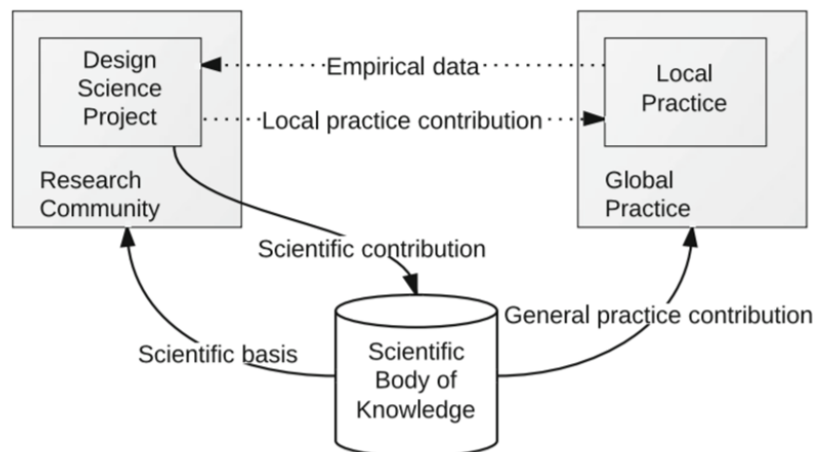 Design
Science
Project
Empirical data
Local
Practice
Local practice contribution
Research
Community
Global
Practice
Scientific contribution
General practice contribution
Scientific basis
Scientific
Body of
Knowledge